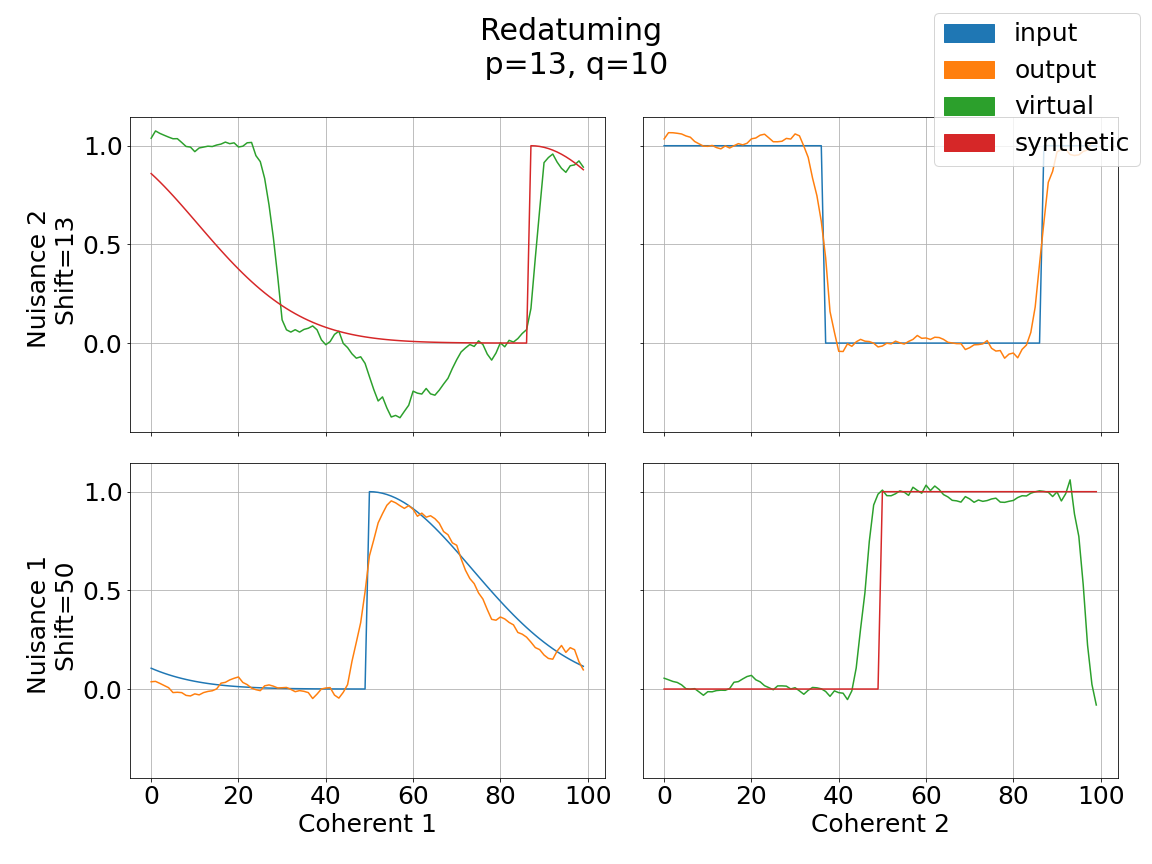 Redatuming
p=13, q=10
input
output
virtual
synthetic
Nuisance 2
Shift=13
1.0
0.5
0.0
Nuisance 1
Shift=50
1.0
0.5
0.0
0 20 40 60 80 100
Coherent 1
0 20 40 60 80 100
Coherent 2